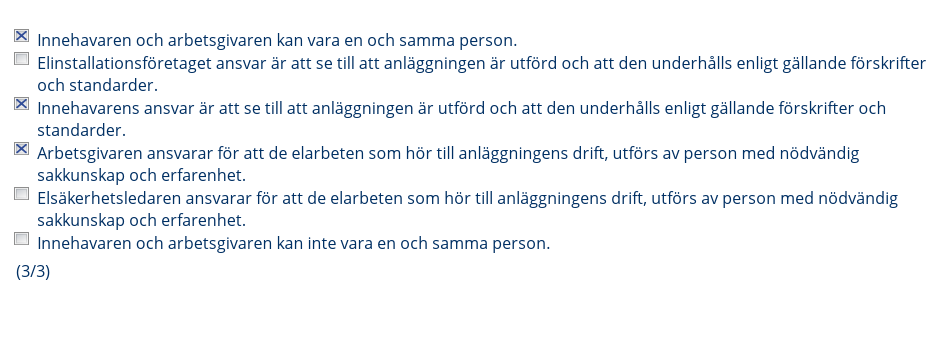 Innehavaren och arbetsgivaren kan vara en och samma person.
Elinstallationsföretaget ansvar är att se till att anläggningen är utförd och att den underhålls enligt gällande förskrifter
och standarder.
Innehavarens ansvar är att se till att anläggningen är utförd och att den underhålls enligt gällande förskrifter och
standarder.
Arbetsgivaren ansvarar för att de elarbeten som hör till anläggningens drift, utförs av person med nödvändig
sakkunskap och erfarenhet.
Elsäkerhetsledaren ansvarar för att de elarbeten som hör till anläggningens drift, utförs av person med nödvändig
sakkunskap och erfarenhet.
Innehavaren och arbetsgivaren kan inte vara en och samma person.
(3/3)